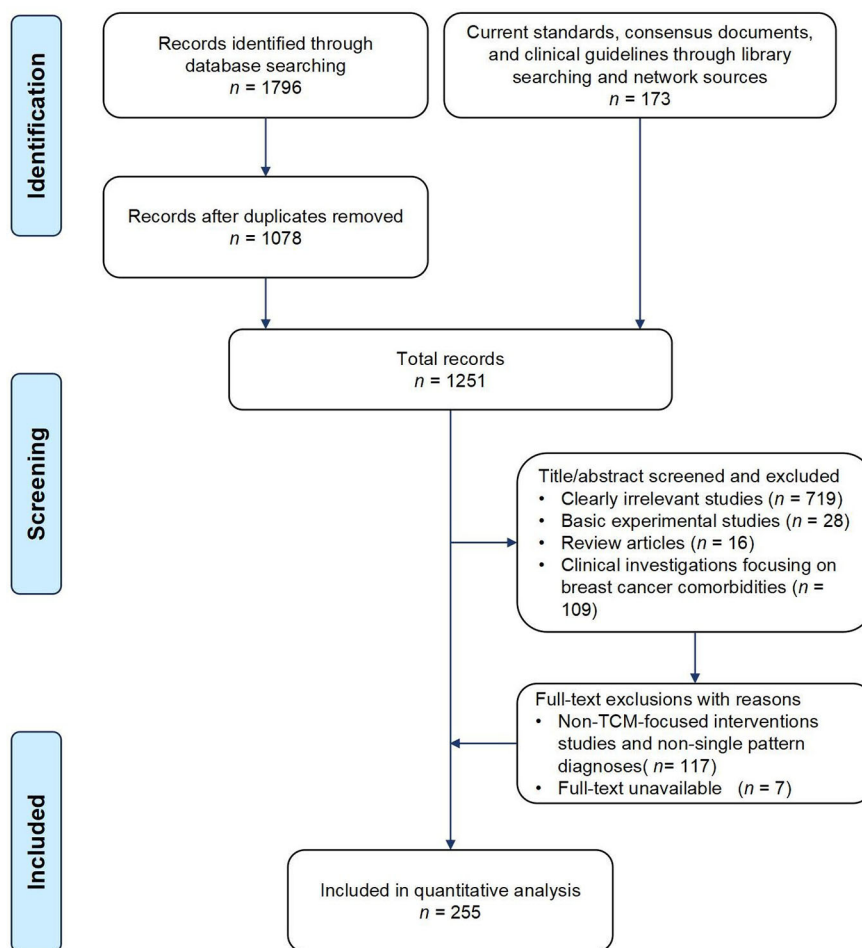 Identification
Records identified through
database searching
n = 1796
Current standards, consensus documents,
and clinical guidelines through library
searching and network sources
n = 173
Records after duplicates removed
n = 1078
Screening
Total records
n = 1251
Title/abstract screened and excluded
• Clearly irrelevant studies (n = 719)
• Basic experimental studies (n = 28)
• Review articles (n = 16)
• Clinical investigations focusing on
breast cancer comorbidities (n =
109)
Full-text exclusions with reasons
• Non-TCM-focused interventions
studies and non-single pattern
diagnoses( n= 117)
• Full-text unavailable (n = 7)
Included
Included in quantitative analysis
n = 255